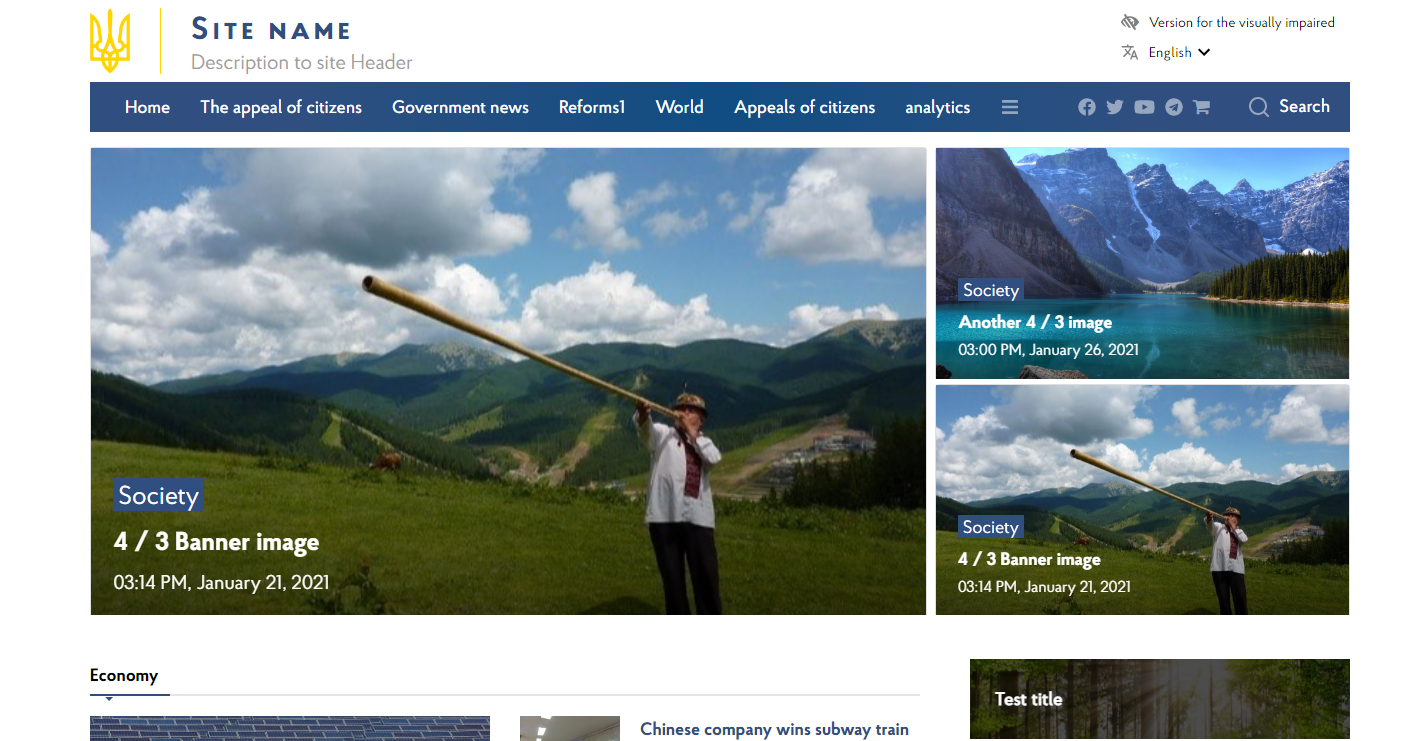 SITE NAME
Description to site Header
Version for the visually impaired
English
Home The appeal of citizens Government news Reforms1 World Appeals of citizens analytics Search
Society
4 / 3 Banner image
03:14 PM, January 21, 2021
Society
Another 4 / 3 image
03:00 PM, January 26, 2021
Society
4 / 3 Banner image
03:14 PM, January 21, 2021
Economy
Chinese company wins subway train
Test title